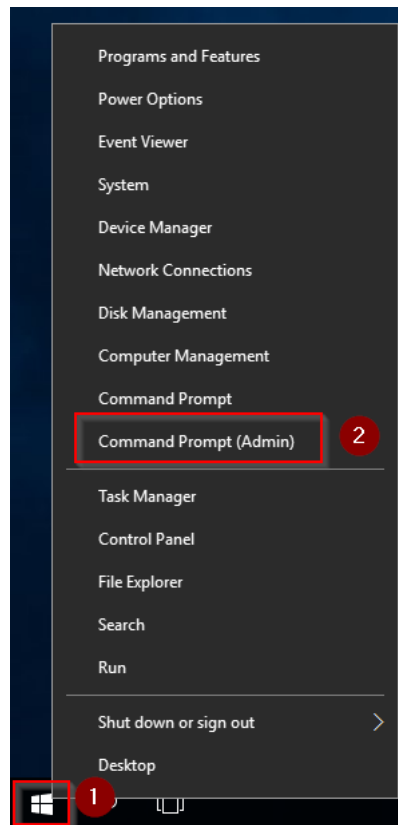 Programs and Features
Power Options
Event Viewer
System
Device Manager
Network Connections
Disk Management
Computer Management
Command Prompt
Command Prompt (Admin)
2
Task Manager
Control Panel
File Explorer
Search
Run
Shut down or sign out
Desktop
1